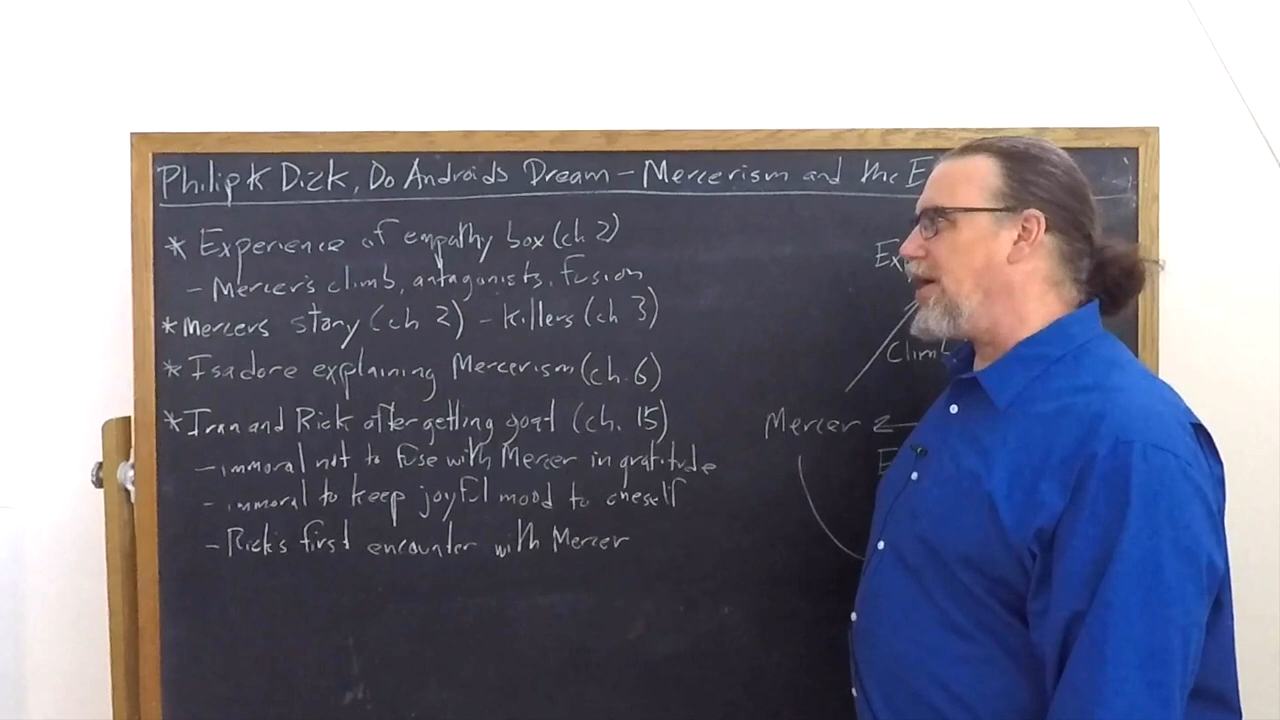 Philip K Dick, Do Androids Dream - Mercerism and the E
* Experience of empathy box (ch 2)
- Mercer's climb, antagonists, fusion
* Mercers story (ch 2) - Killers (ch 3)
* Isadore explaining Mercerism (ch. 6)
* Iran and Rick after getting goat (ch. 15)
- immoral not to fuse with Mercer in gratitude
- immoral to keep joyful mood to oneself
- Rick's first encounter with Mercer
Ex
Climb
Mercer
E